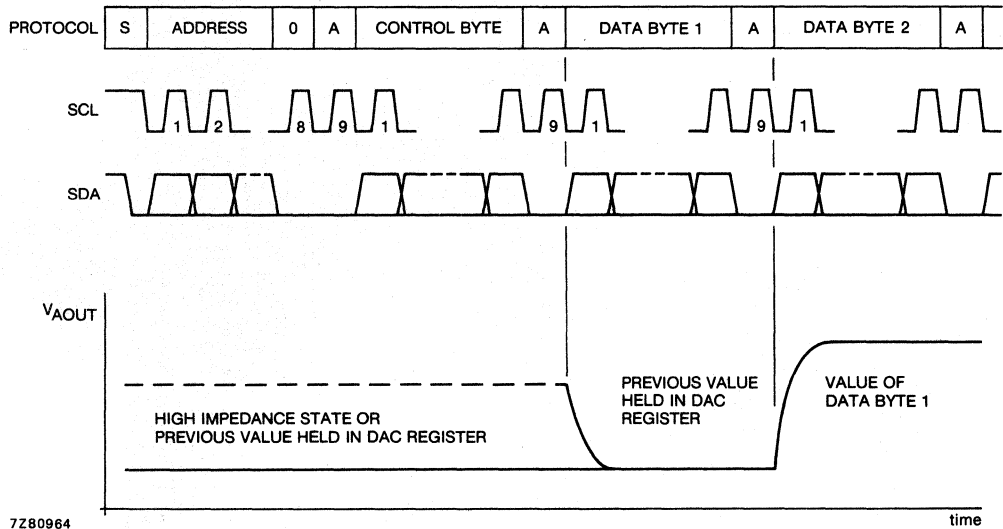 PROTOCOL S ADDRESS 0 A CONTROL BYTE A DATA BYTE 1 A DATA BYTE 2 A
SCL 1 2 8 9 1 9 1 9 1
SDA
VAOUT
HIGH IMPEDANCE STATE OR
PREVIOUS VALUE HELD IN DAC REGISTER
PREVIOUS VALUE
HELD IN DAC
REGISTER
VALUE OF
DATA BYTE 1
7Z80964
time